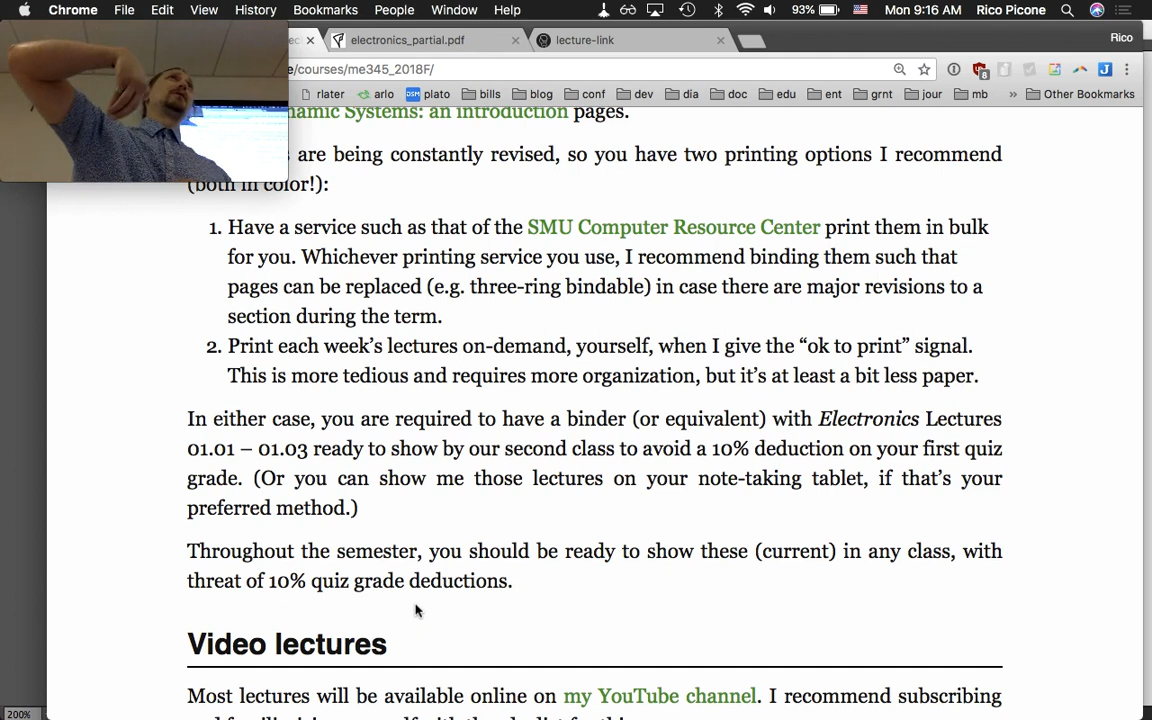 Chrome File Edit View History Bookmarks People Window Help 93% Mon 9:16 AM Rico Picone
electronics_partial.pdf lecture-link Rico
e/courses/me345_2018F/ 8
rlater arlo DSM plato bills blog conf dev dia doc edu ent grnt jour mb » Other Bookmarks
namic Systems: an introduction pages.
are being constantly revised, so you have two printing options I recommend
(both in color!):
1. Have a service such as that of the SMU Computer Resource Center print them in bulk
for you. Whichever printing service you use, I recommend binding them such that
pages can be replaced (e.g. three-ring bindable) in case there are major revisions to a
section during the term.
2. Print each week’s lectures on-demand, yourself, when I give the “ok to print” signal.
This is more tedious and requires more organization, but it’s at least a bit less paper.
In either case, you are required to have a binder (or equivalent) with Electronics Lectures
01.01 – 01.03 ready to show by our second class to avoid a 10% deduction on your first quiz
grade. (Or you can show me those lectures on your note-taking tablet, if that’s your
preferred method.)
Throughout the semester, you should be ready to show these (current) in any class, with
threat of 10% quiz grade deductions.
Video lectures
Most lectures will be available online on my YouTube channel. I recommend subscribing
200%